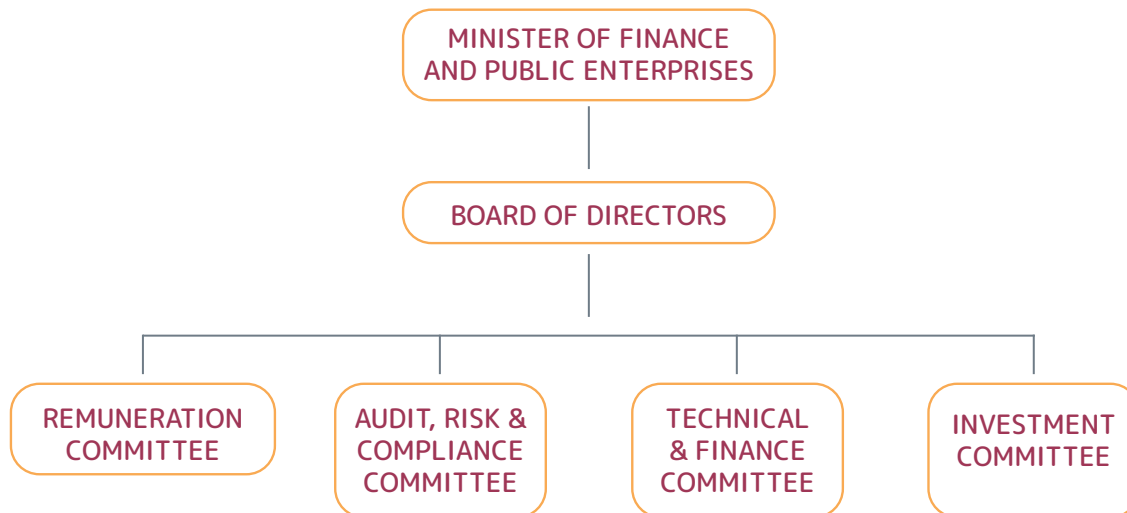 MINISTER OF FINANCE
AND PUBLIC ENTERPRISES
BOARD OF DIRECTORS
REMUNERATION
COMMITTEE
AUDIT, RISK &
COMPLIANCE
COMMITTEE
TECHNICAL
& FINANCE
COMMITTEE
INVESTMENT
COMMITTEE